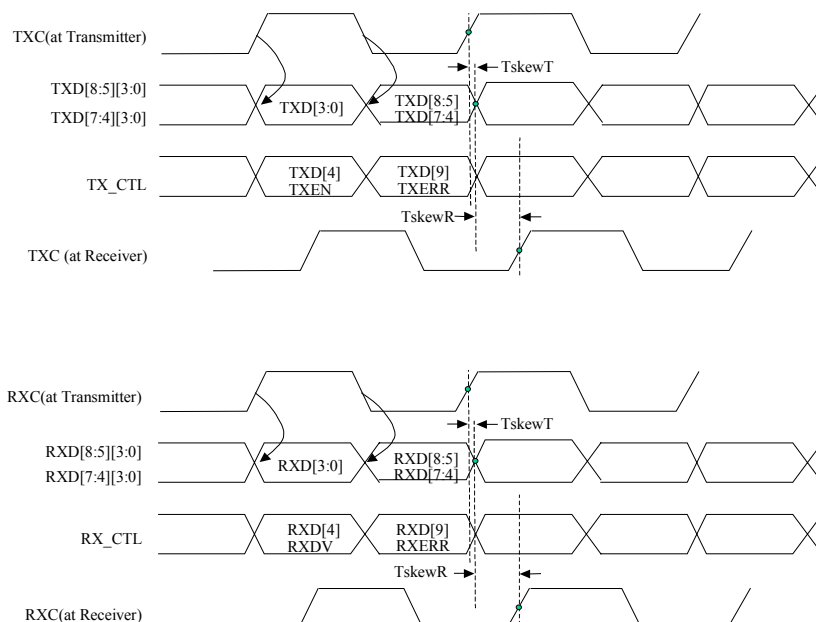 TXC(at Transmitter)
TskewT
TXD[8:5][3:0]
TXD[7:4][3:0]
TXD[3:0]
TXD[8:5]
TXD[7:4]
TX_CTL
TXD[4]
TXEN
TXD[9]
TXERR
TskewR
TXC (at Receiver)
RXC(at Transmitter)
TskewT
RXD[8:5][3:0]
RXD[7:4][3:0]
RXD[3:0]
RXD[8:5]
RXD[7:4]
RX_CTL
RXD[4]
RXDV
RXD[9]
RXERR
TskewR
RXC(at Receiver)